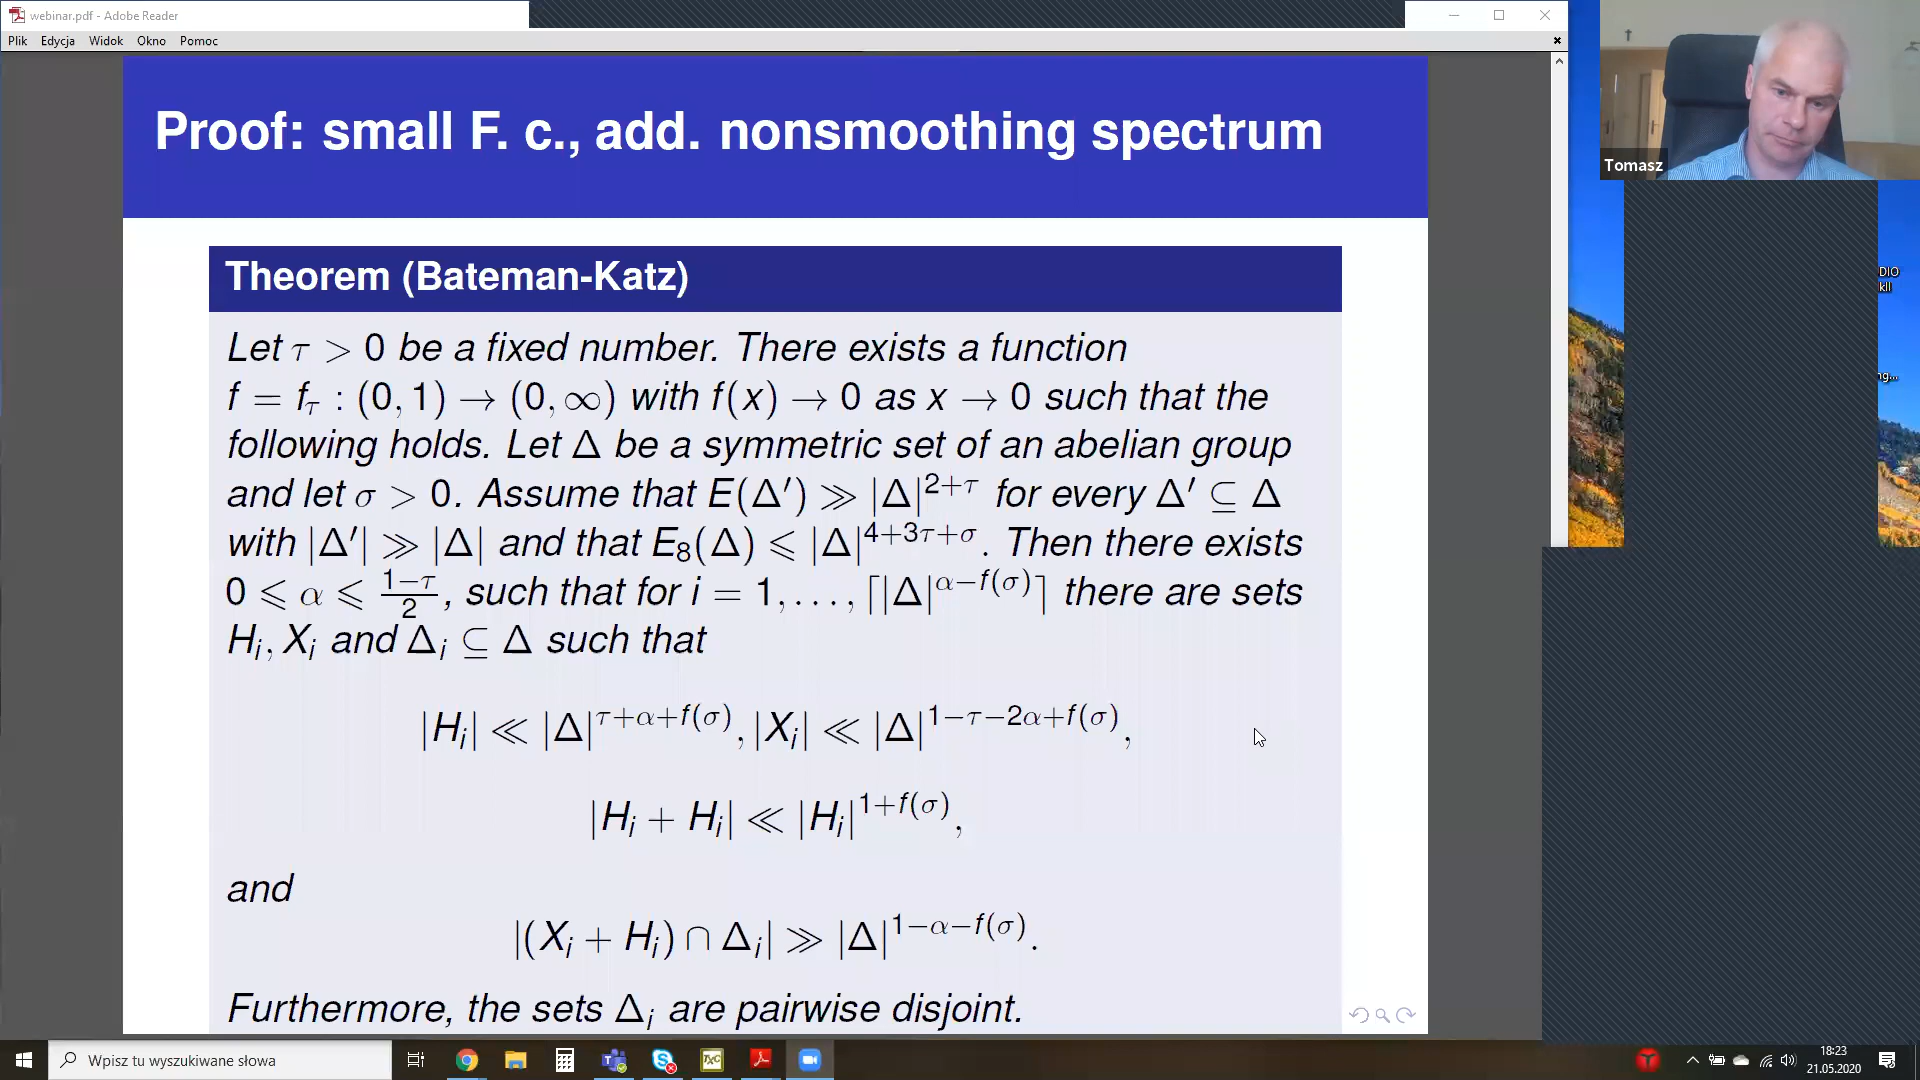 webinar.pdf - Adobe Reader
Plik Edycja Widok Okno Pomoc
Proof: small F. c., add. nonsmoothing spectrum
Theorem (Bateman-Katz)
Let τ > 0 be a fixed number. There exists a function
f = f_τ : (0, 1) → (0, ∞) with f(x) → 0 as x → 0 such that the
following holds. Let Δ be a symmetric set of an abelian group
and let σ > 0. Assume that E(Δ′) ≫ |Δ|^{2+τ} for every Δ′ ⊆ Δ
with |Δ′| ≫ |Δ| and that E₈(Δ) ⩽ |Δ|^{4+3τ+σ}. Then there exists
0 ⩽ α ⩽ \frac{1−τ}{2}, such that for i = 1, . . . , ⌈|Δ|^{α−f(σ)}⌉ there are sets
H_i, X_i and Δ_i ⊆ Δ such that
|H_i| ≪ |Δ|^{τ+α+f(σ)}, |X_i| ≪ |Δ|^{1−τ−2α+f(σ)},
|H_i + H_i| ≪ |H_i|^{1+f(σ)},
and
|(X_i + H_i) ∩ Δ_i| ≫ |Δ|^{1−α−f(σ)}.
Furthermore, the sets Δ_i are pairwise disjoint.
Tomasz
DIO
kll
ng...
Wpisz tu wyszukiwane słowa
18:23
21.05.2020